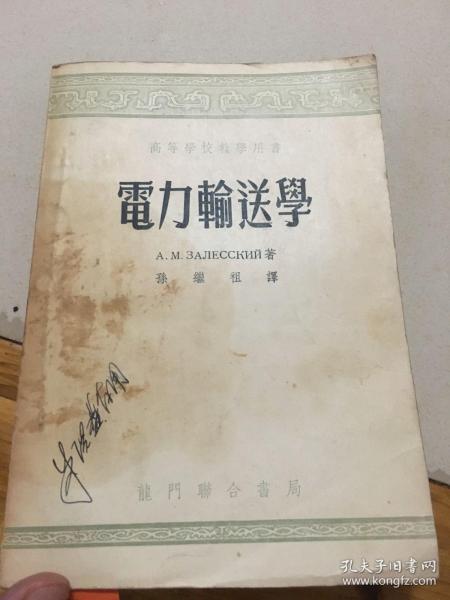 高等學校教學用書
電力輸送學
А. М. ЗАЛЕССКИЙ 著
孫繼祖譯
龍門聯合書局
孔夫子旧书网
www.kongfz.com